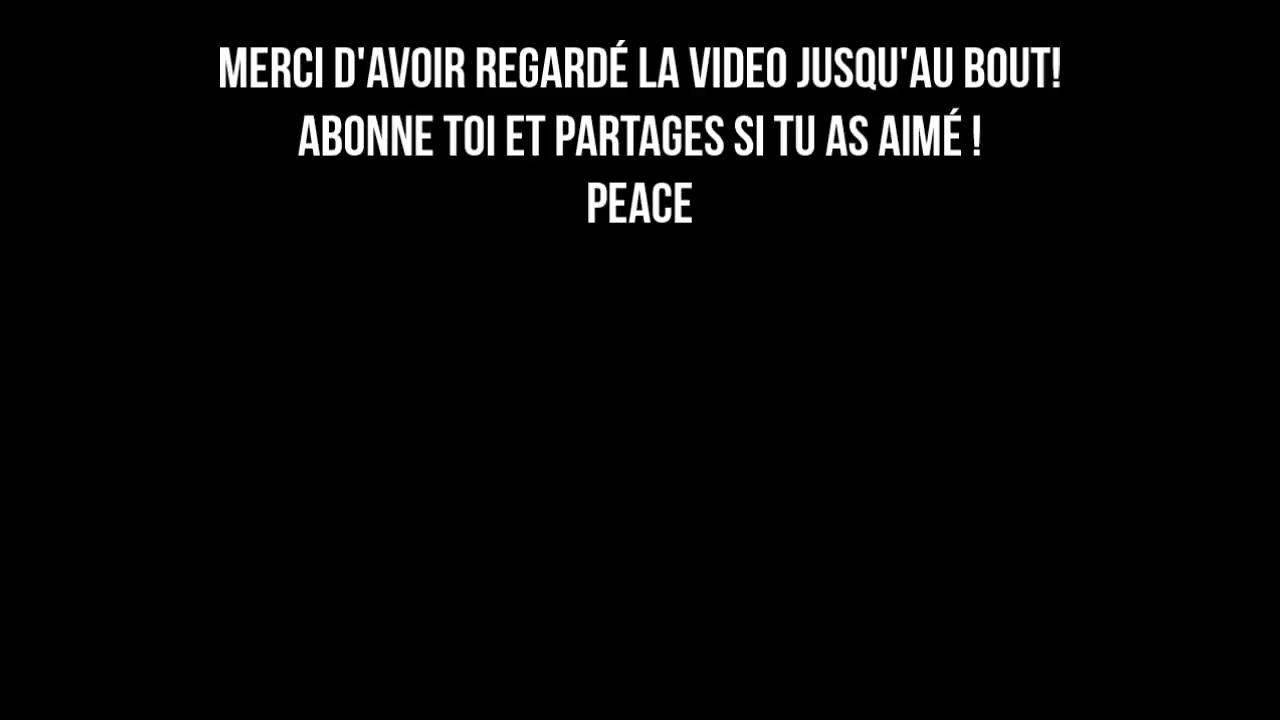 MERCI D'AVOIR REGARDÉ LA VIDEO JUSQU'AU BOUT!
ABONNE TOI ET PARTAGES SI TU AS AIMÉ !
PEACE